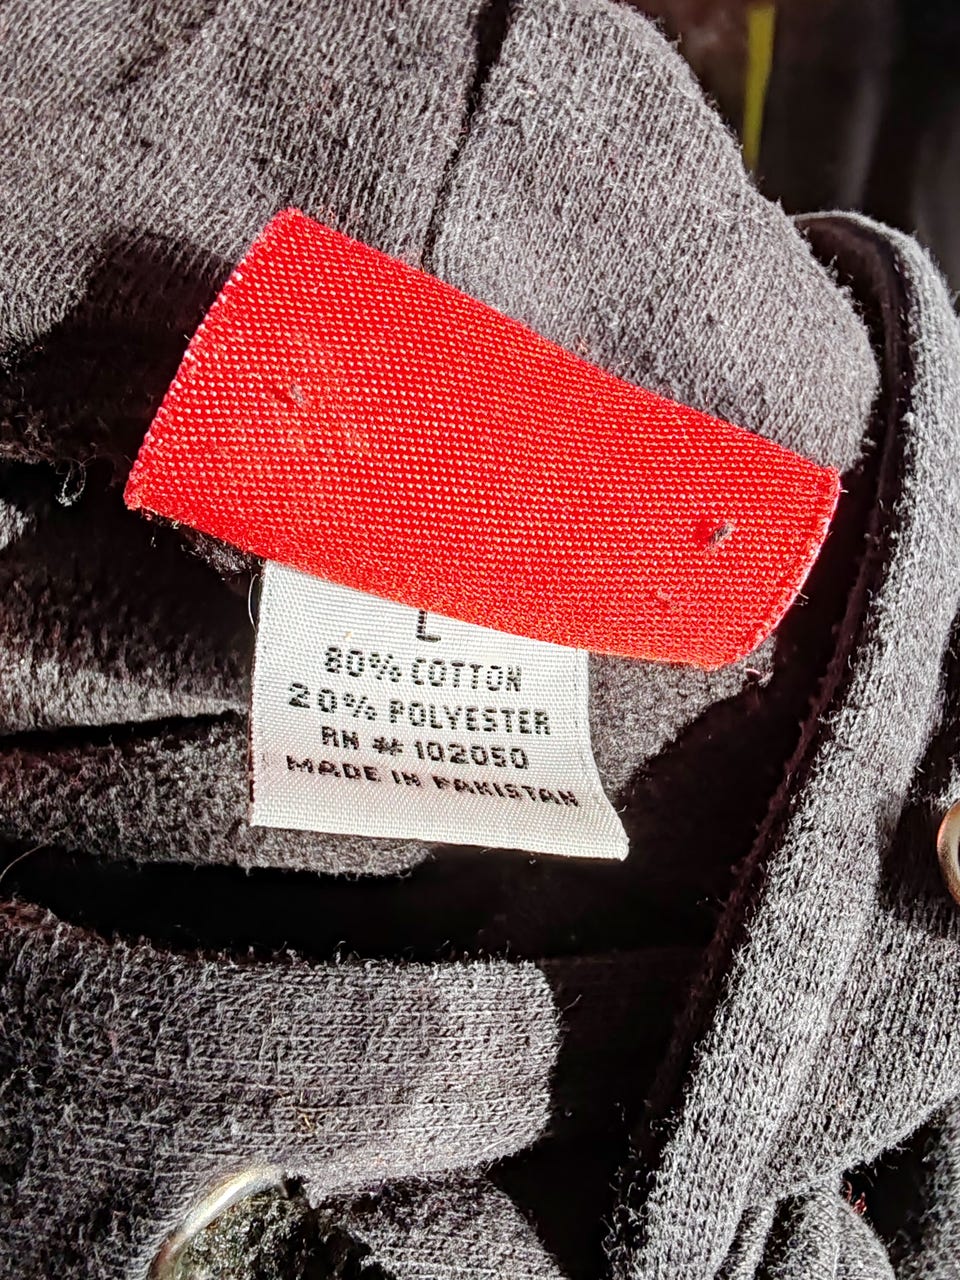 L
80% COTTON
20% POLYESTER
RN # 102050
MADE IN PAKISTAN